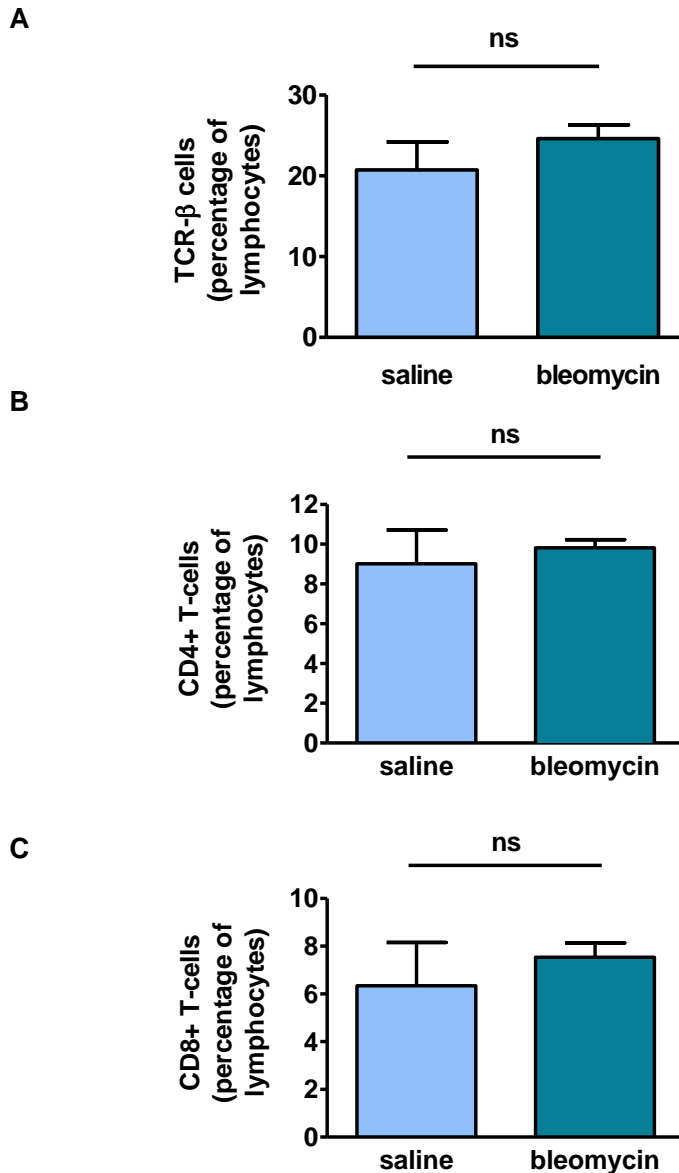 A
ns
TCR-β cells
(percentage of
lymphocytes)
30
20
10
0
saline bleomycin
B
ns
CD4+ T-cells
(percentage of
lymphocytes)
12
10
8
6
4
2
0
saline bleomycin
C
ns
CD8+ T-cells
(percentage of
lymphocytes)
10
8
6
4
2
0
saline bleomycin